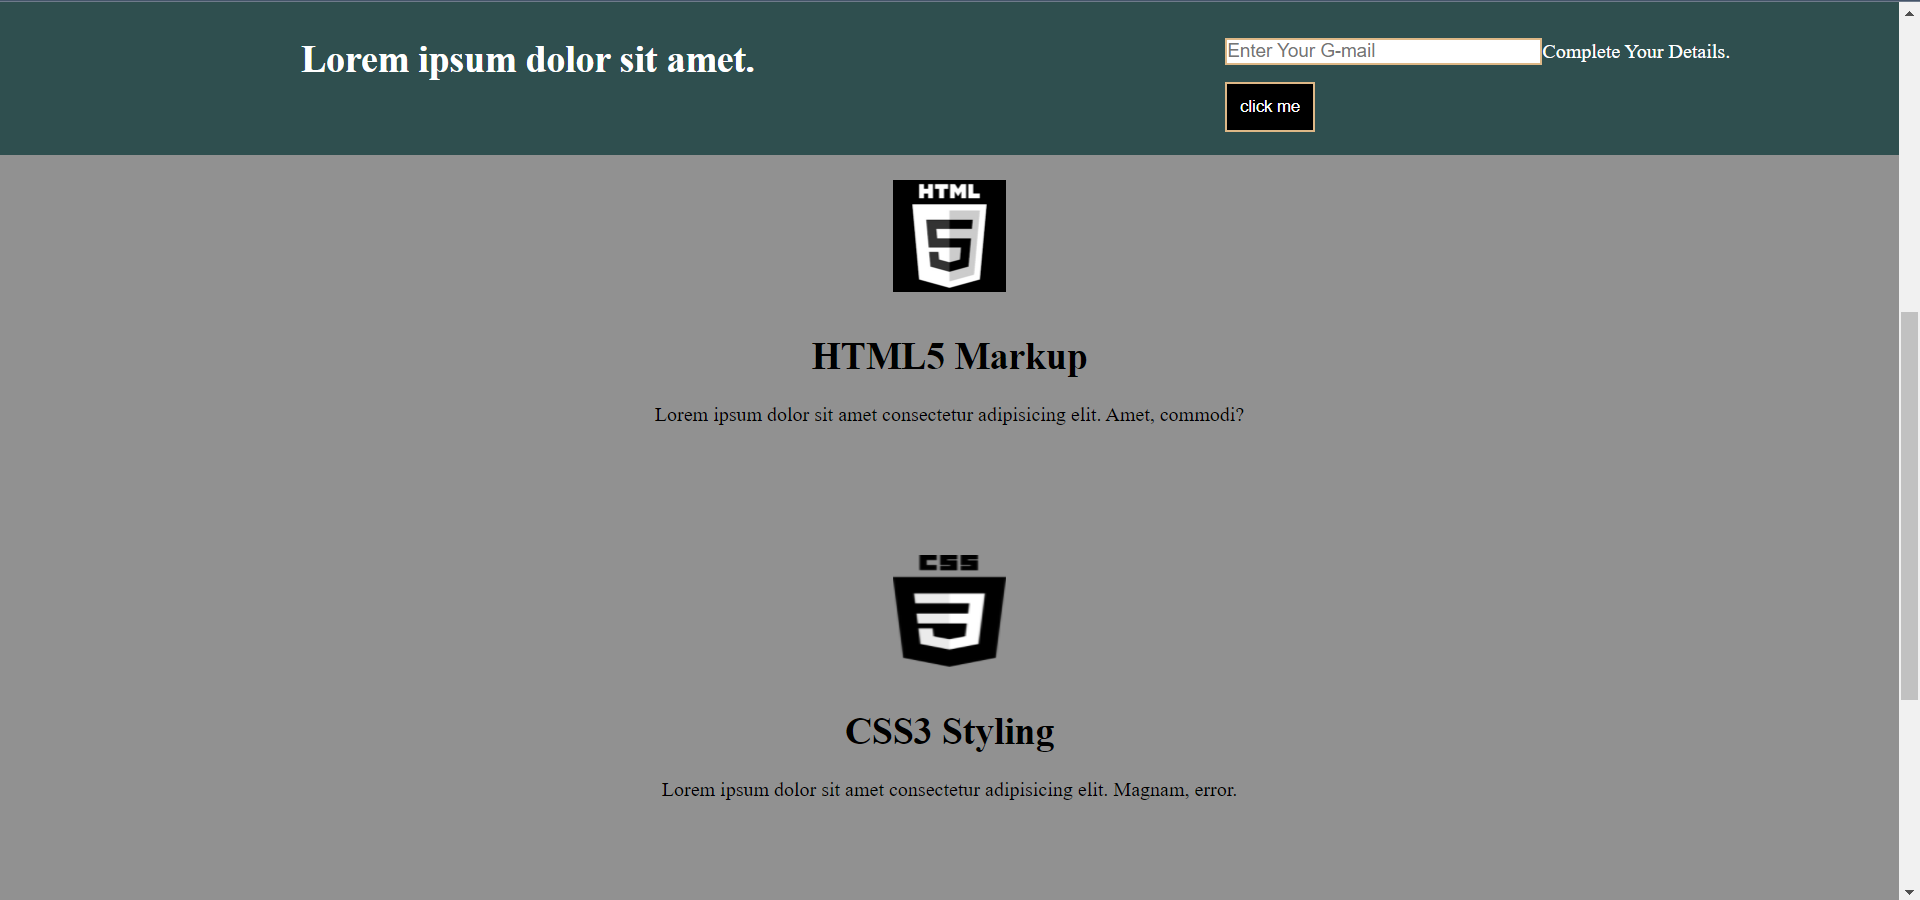 Lorem ipsum dolor sit amet.
Enter Your G-mail Complete Your Details.
click me
HTML
5
HTML5 Markup
Lorem ipsum dolor sit amet consectetur adipisicing elit. Amet, commodi?
CSS
3
CSS3 Styling
Lorem ipsum dolor sit amet consectetur adipisicing elit. Magnam, error.